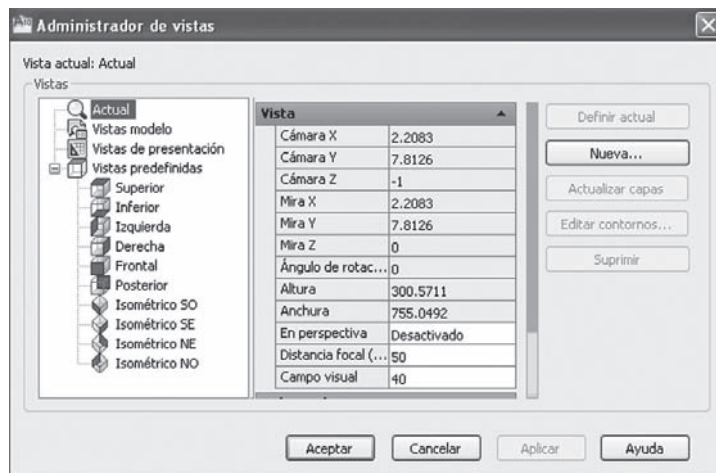 Administrador de vistas
Vista actual: Actual
Vistas
Actual
Vistas modelo
Vistas de presentación
Vistas predefinidas
Superior
Inferior
Izquierda
Derecha
Frontal
Posterior
Isométrico SO
Isométrico SE
Isométrico NE
Isométrico NO
Vista
Cámara X 2.2083
Cámara Y 7.8126
Cámara Z -1
Mira X 2.2083
Mira Y 7.8126
Mira Z 0
Ángulo de rotac... 0
Altura 300.5711
Anchura 755.0492
En perspectiva Desactivado
Distancia focal (... 50
Campo visual 40
Definir actual
Nueva...
Actualizar capas
Editar contornos...
Suprimir
Aceptar
Cancelar
Aplicar
Ayuda